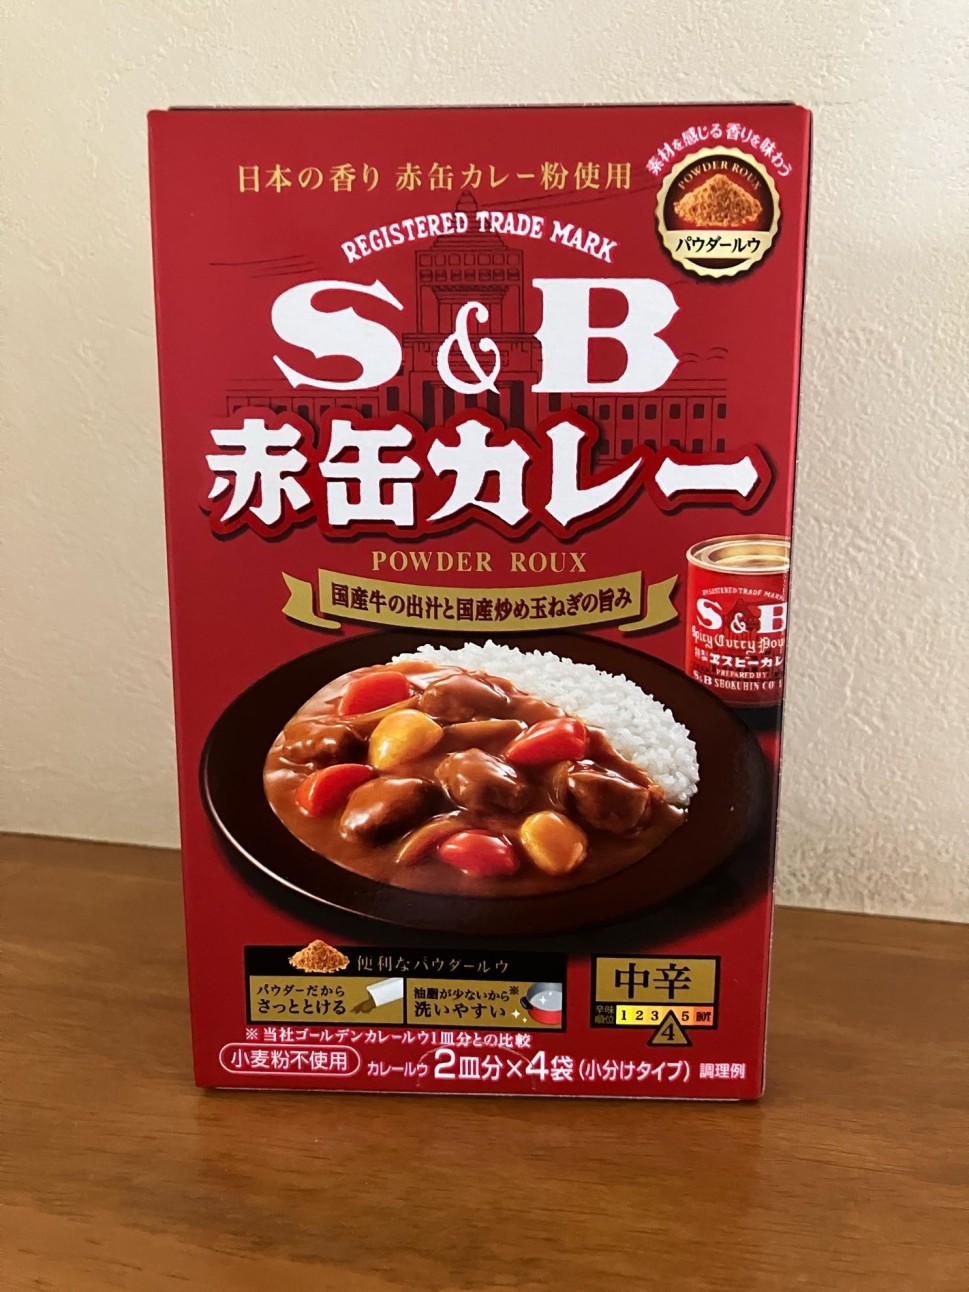 素材を感じる 香りを味わう
POWDER ROUX
パウダールウ
日本の香り 赤缶カレー粉使用
REGISTERED TRADE MARK
S&B
赤缶カレー
POWDER ROUX
国産牛の出汁と国産炒め玉ねぎの旨み
REGISTERED TRADE MARK
S & B
Spicy Curry Pow
ヱスビーカレ
PREPARED BY
S&B SHOKUHIN CO
便利なパウダールウ
パウダーだから
さっととける
油脂が少ないから※
洗いやすい
※当社ゴールデンカレールウ1皿分との比較
中辛
辛味
順位
1 2 3 4 5 HOT
小麦粉不使用
カレールウ 2皿分×4袋(小分けタイプ) 調理例